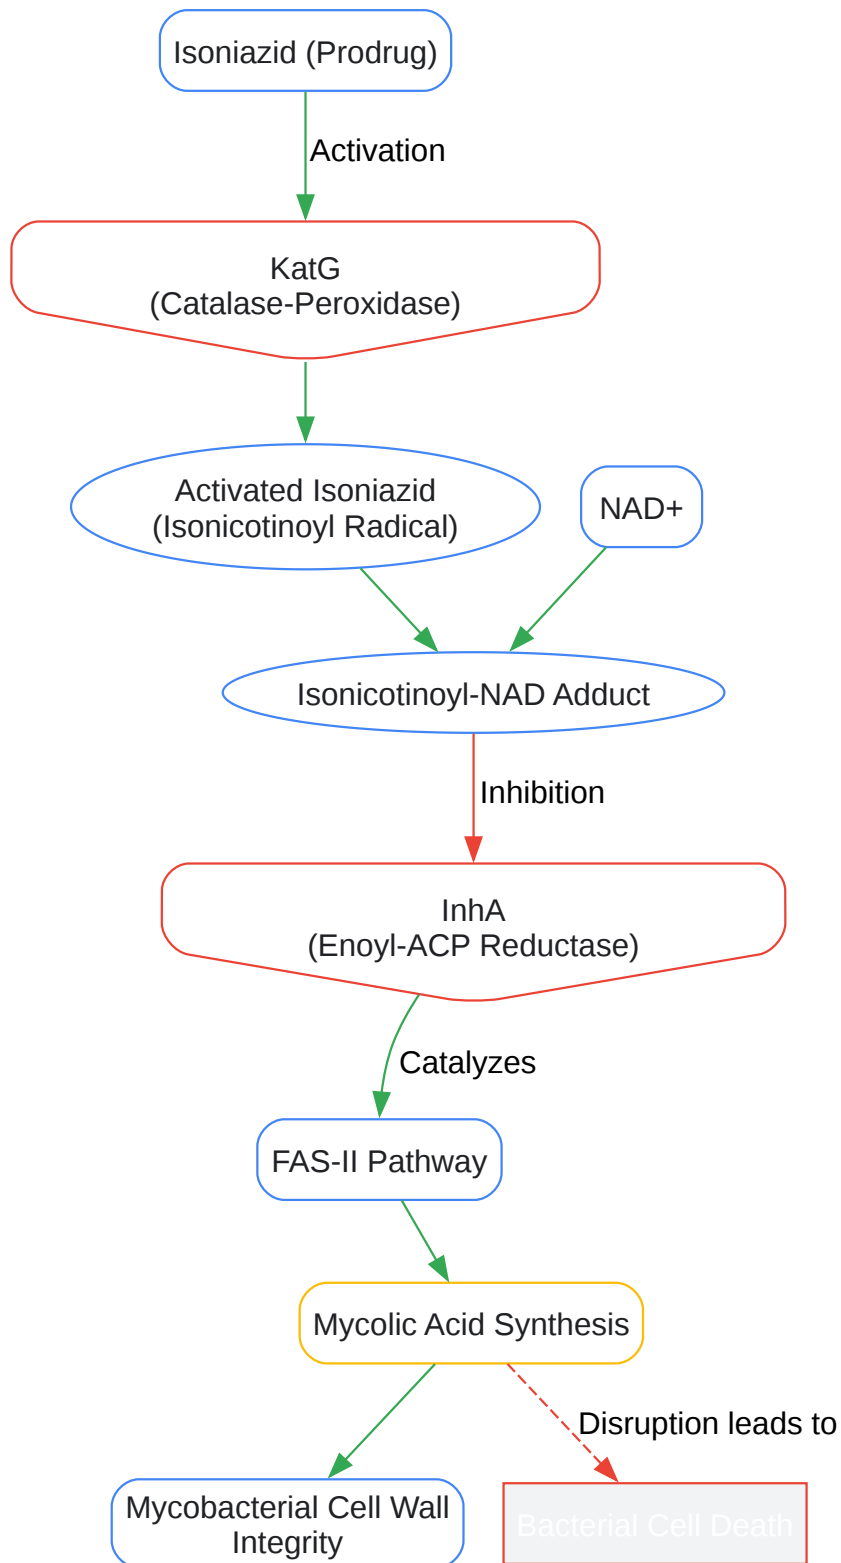 Isoniazid (Prodrug)
Activation
KatG
(Catalase-Peroxidase)
Activated Isoniazid
(Isonicotinoyl Radical)
NAD+
Isonicotinoyl-NAD Adduct
Inhibition
InhA
(Enoyl-ACP Reductase)
Catalyzes
FAS-II Pathway
Mycolic Acid Synthesis
Disruption leads to
Mycobacterial Cell Wall
Integrity
Bacterial Cell Death